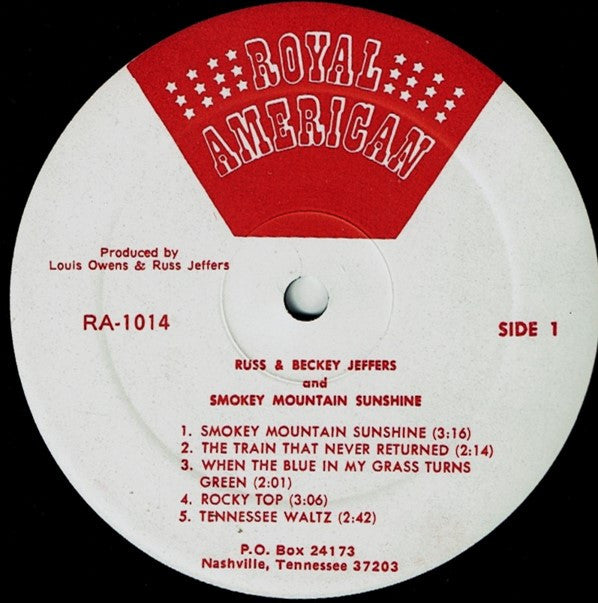 ROYAL
AMERICAN
Produced by
Louis Owens & Russ Jeffers
RA-1014
SIDE 1
RUSS & BECKEY JEFFERS
and
SMOKEY MOUNTAIN SUNSHINE
1. SMOKEY MOUNTAIN SUNSHINE (3:16)
2. THE TRAIN THAT NEVER RETURNED (2:14)
3. WHEN THE BLUE IN MY GRASS TURNS
GREEN (2:01)
4. ROCKY TOP (3:06)
5. TENNESSEE WALTZ (2:42)
P.O. Box 24173
Nashville, Tennessee 37203